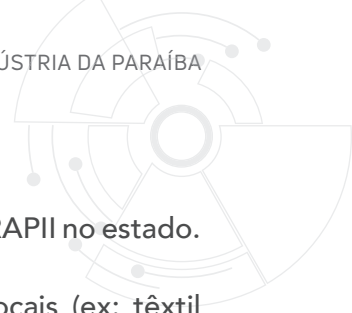 ÚSTRIA DA PARAÍBA
RAPII no estado.
ocais (ex: têxtil